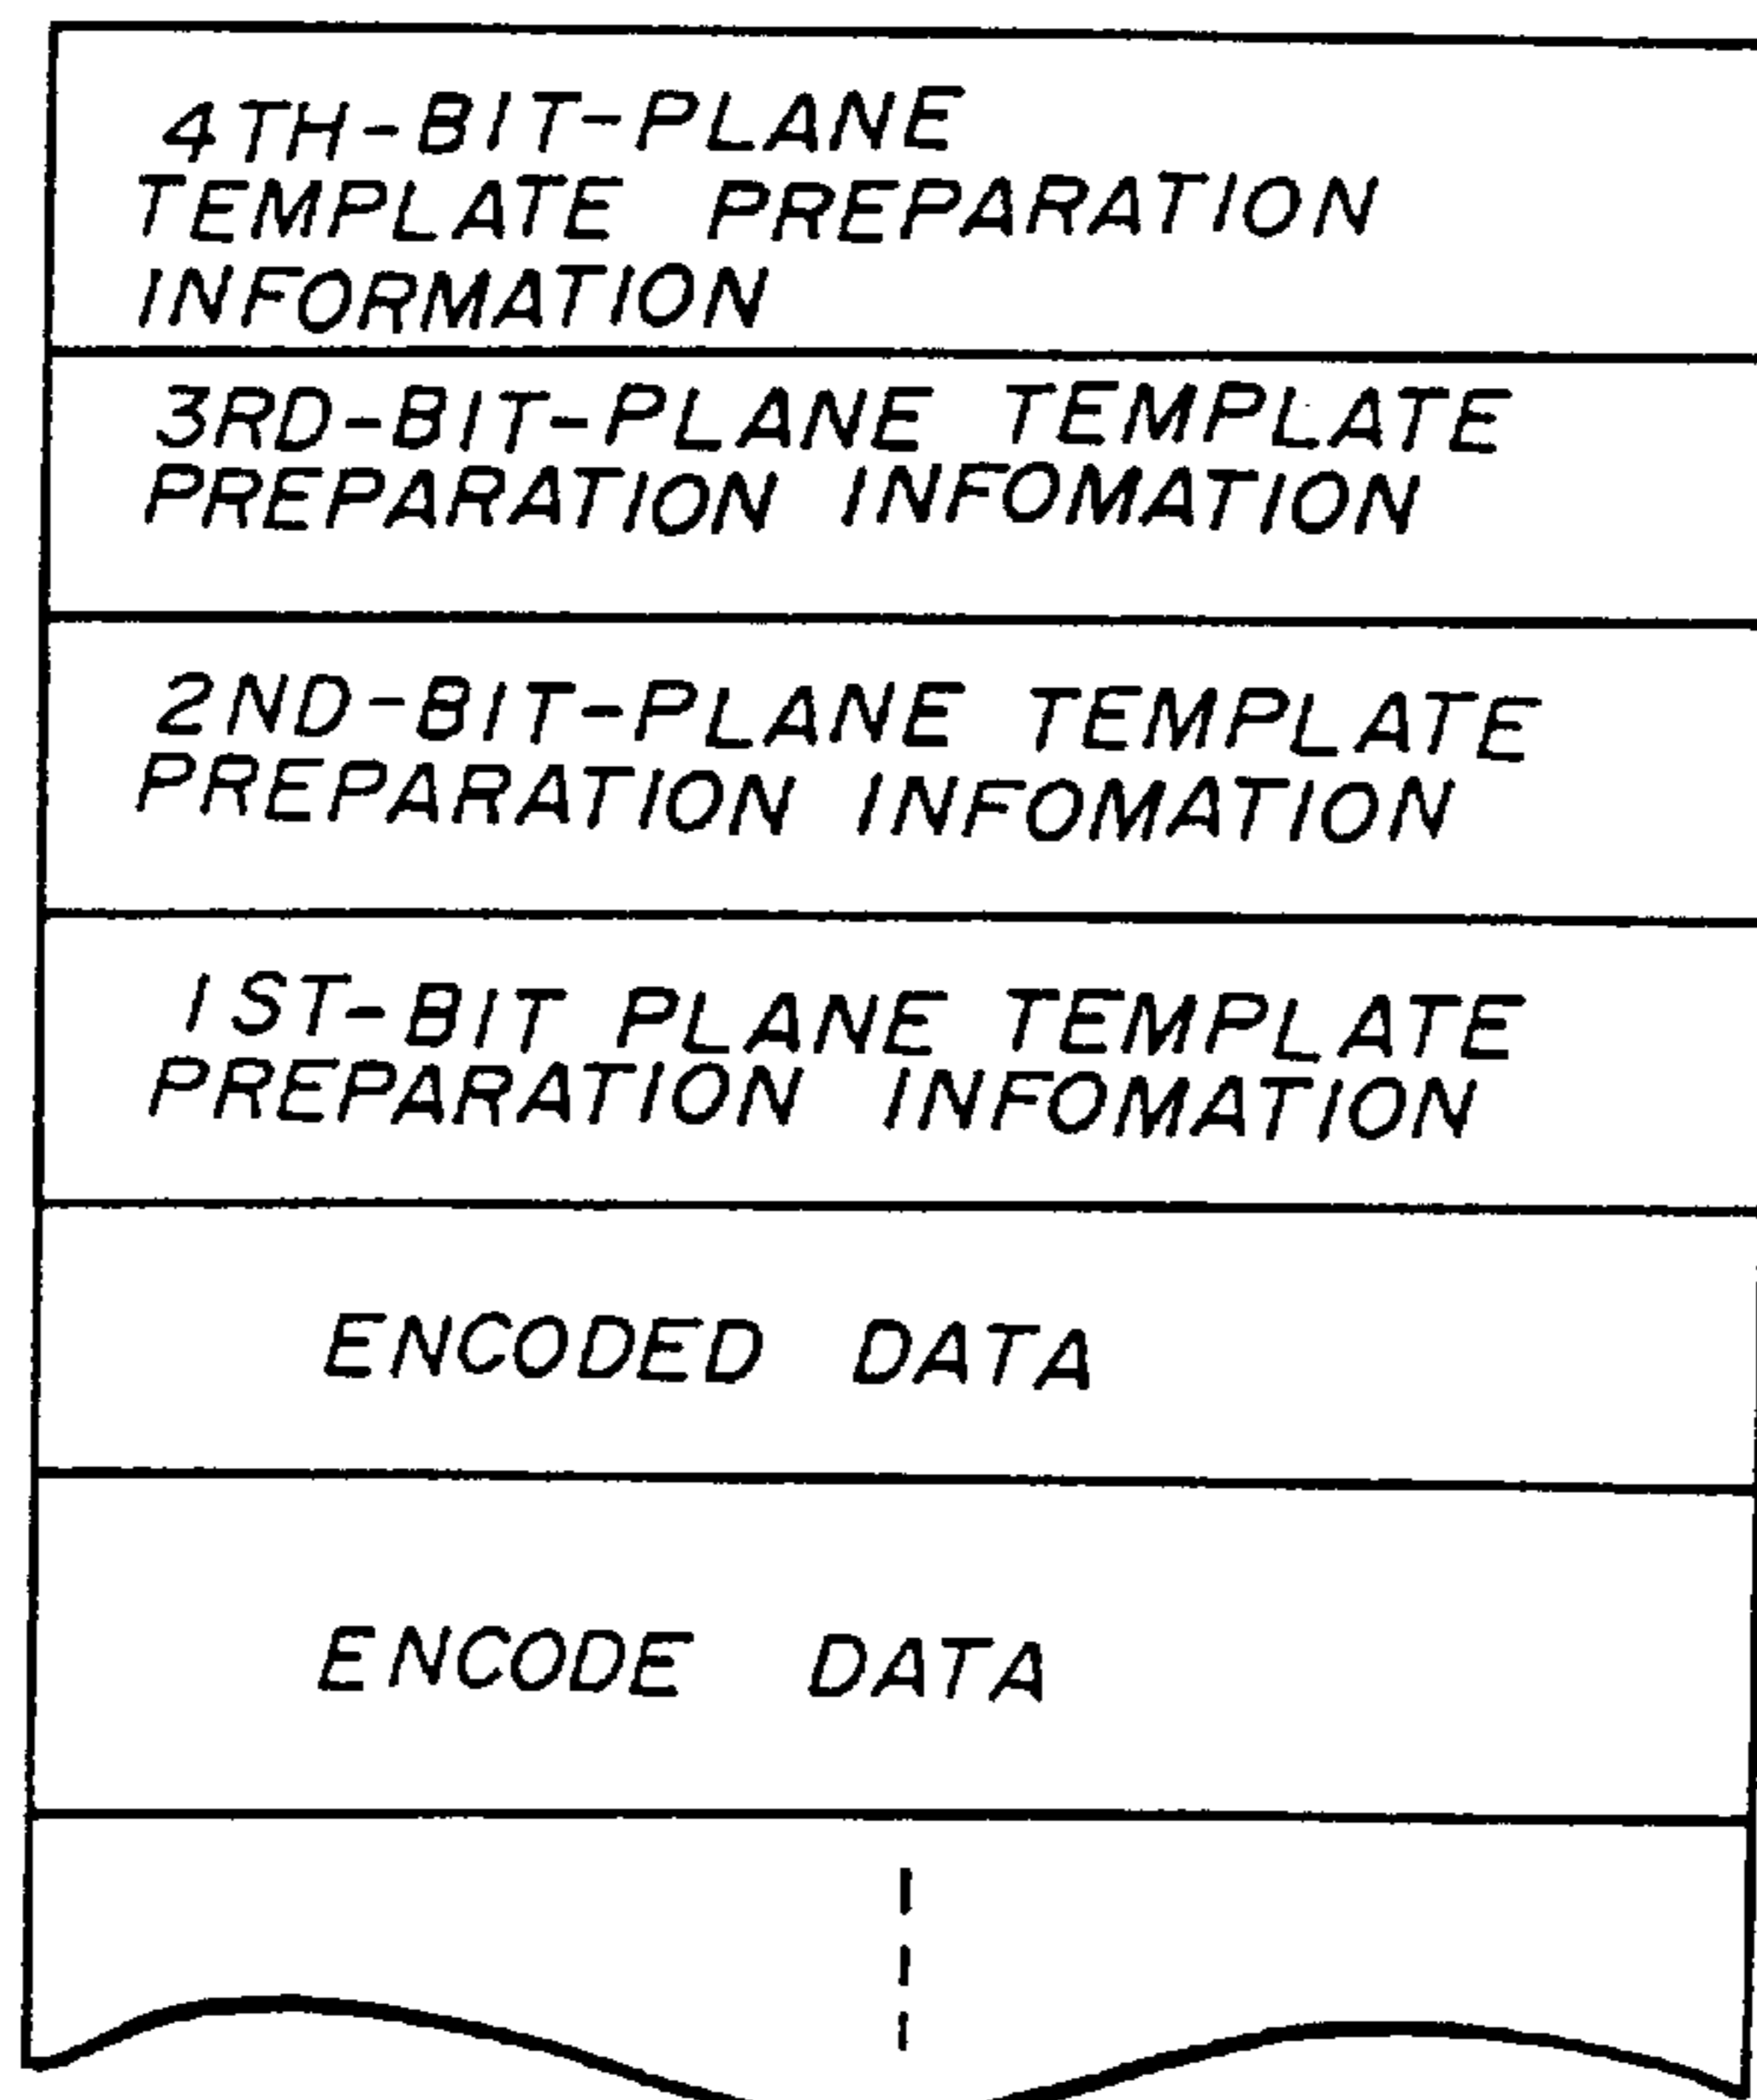 4TH-BIT-PLANE
TEMPLATE PREPARATION
INFORMATION
3RD-BIT-PLANE TEMPLATE
PREPARATION INFOMATION
2ND-BIT-PLANE TEMPLATE
PREPARATION INFOMATION
1ST-BIT PLANE TEMPLATE
PREPARATION INFOMATION
ENCODED DATA
ENCODE DATA